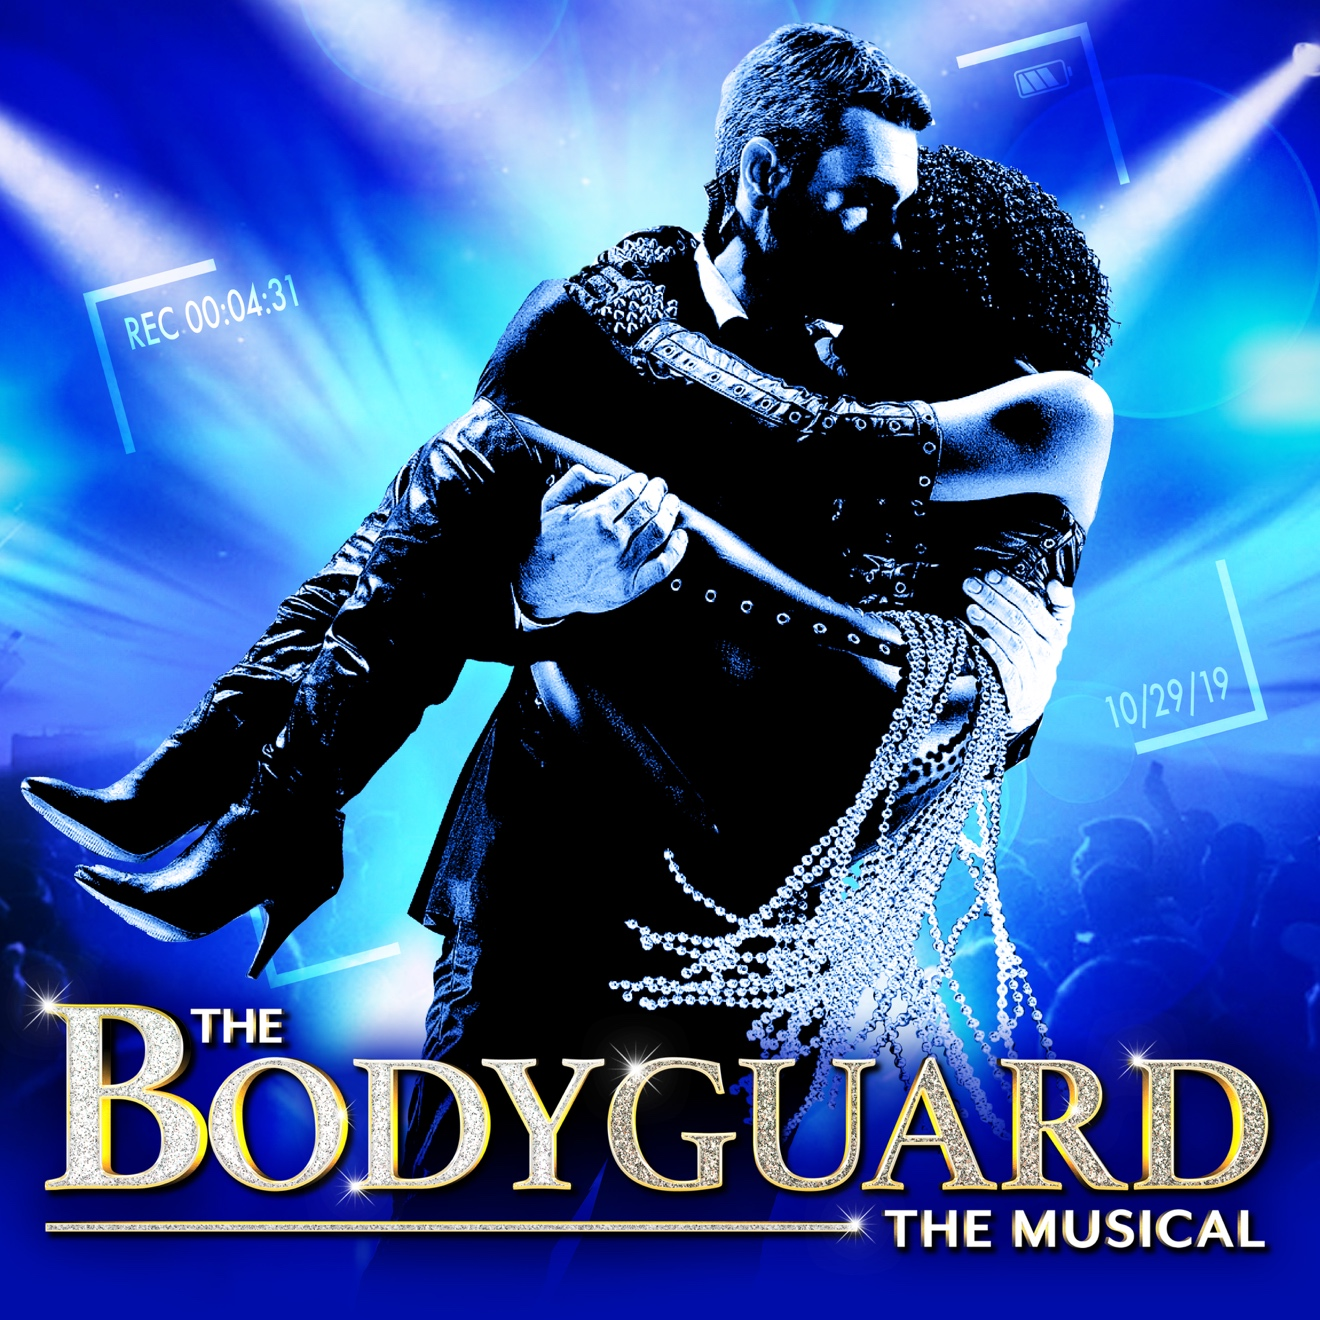 REC 00:04:31
10/29/19
THE
BODYGUARD
THE MUSICAL